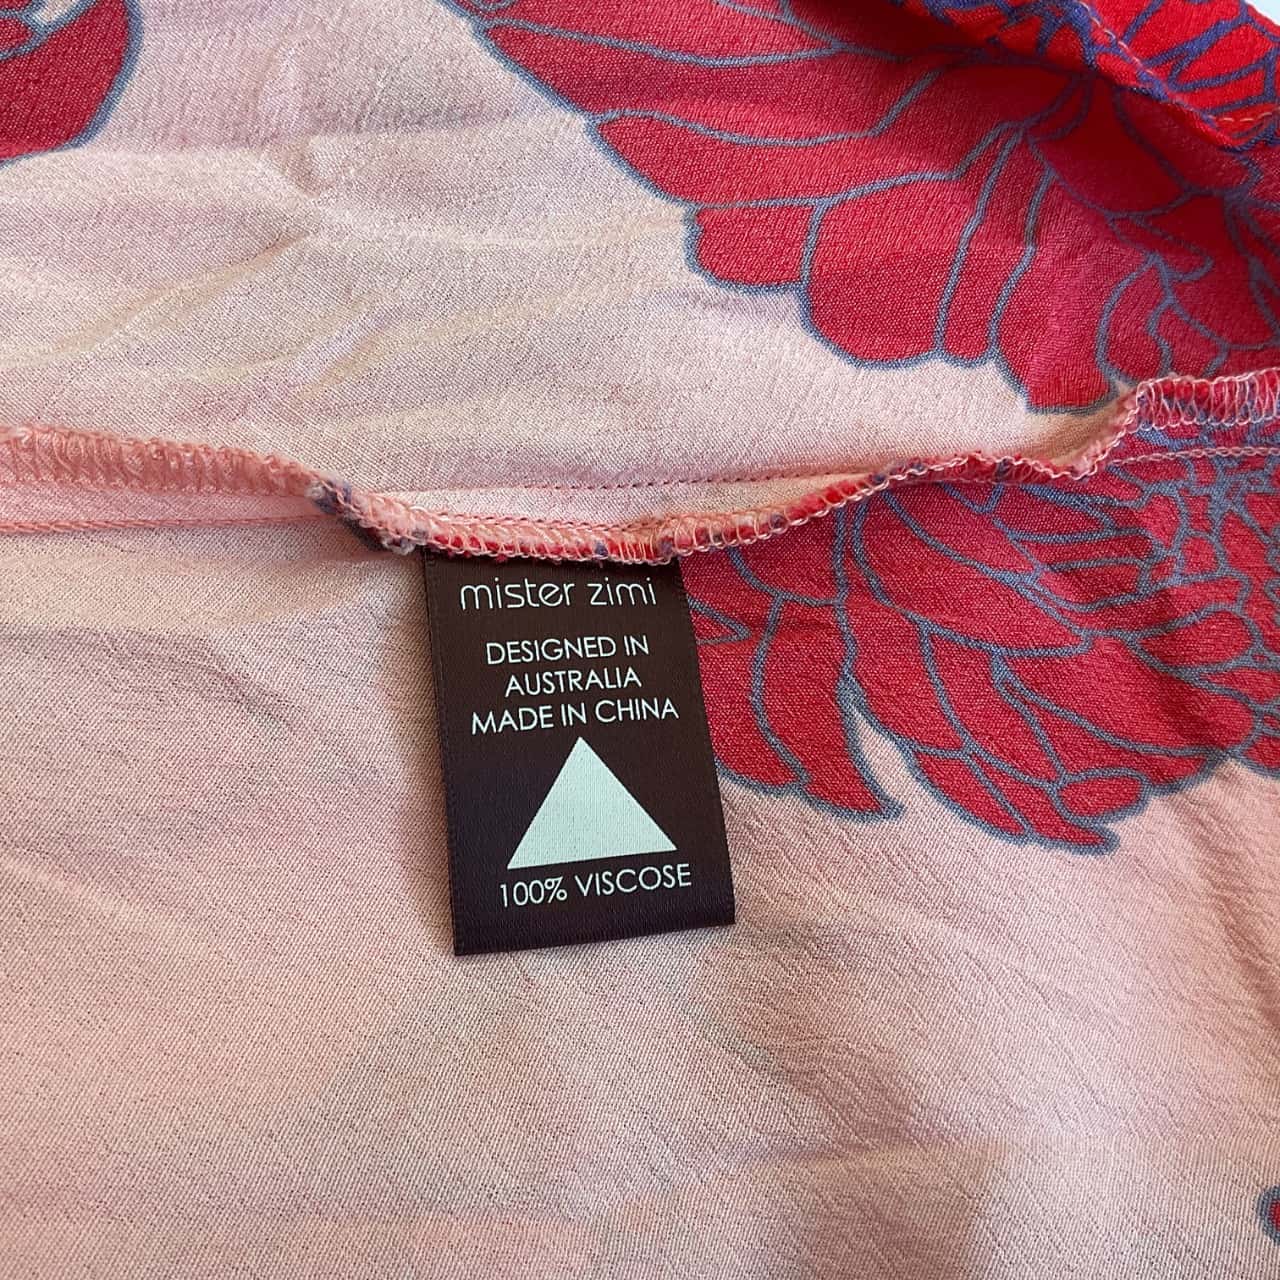 mister zimi
DESIGNED IN
AUSTRALIA
MADE IN CHINA
100% VISCOSE